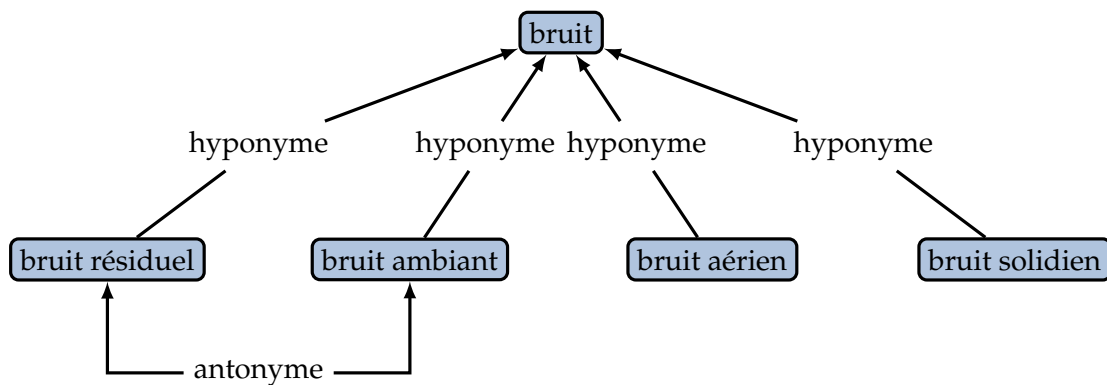 bruit
hyponyme hyponyme hyponyme hyponyme
bruit résiduel bruit ambiant bruit aérien bruit solidien
antonyme